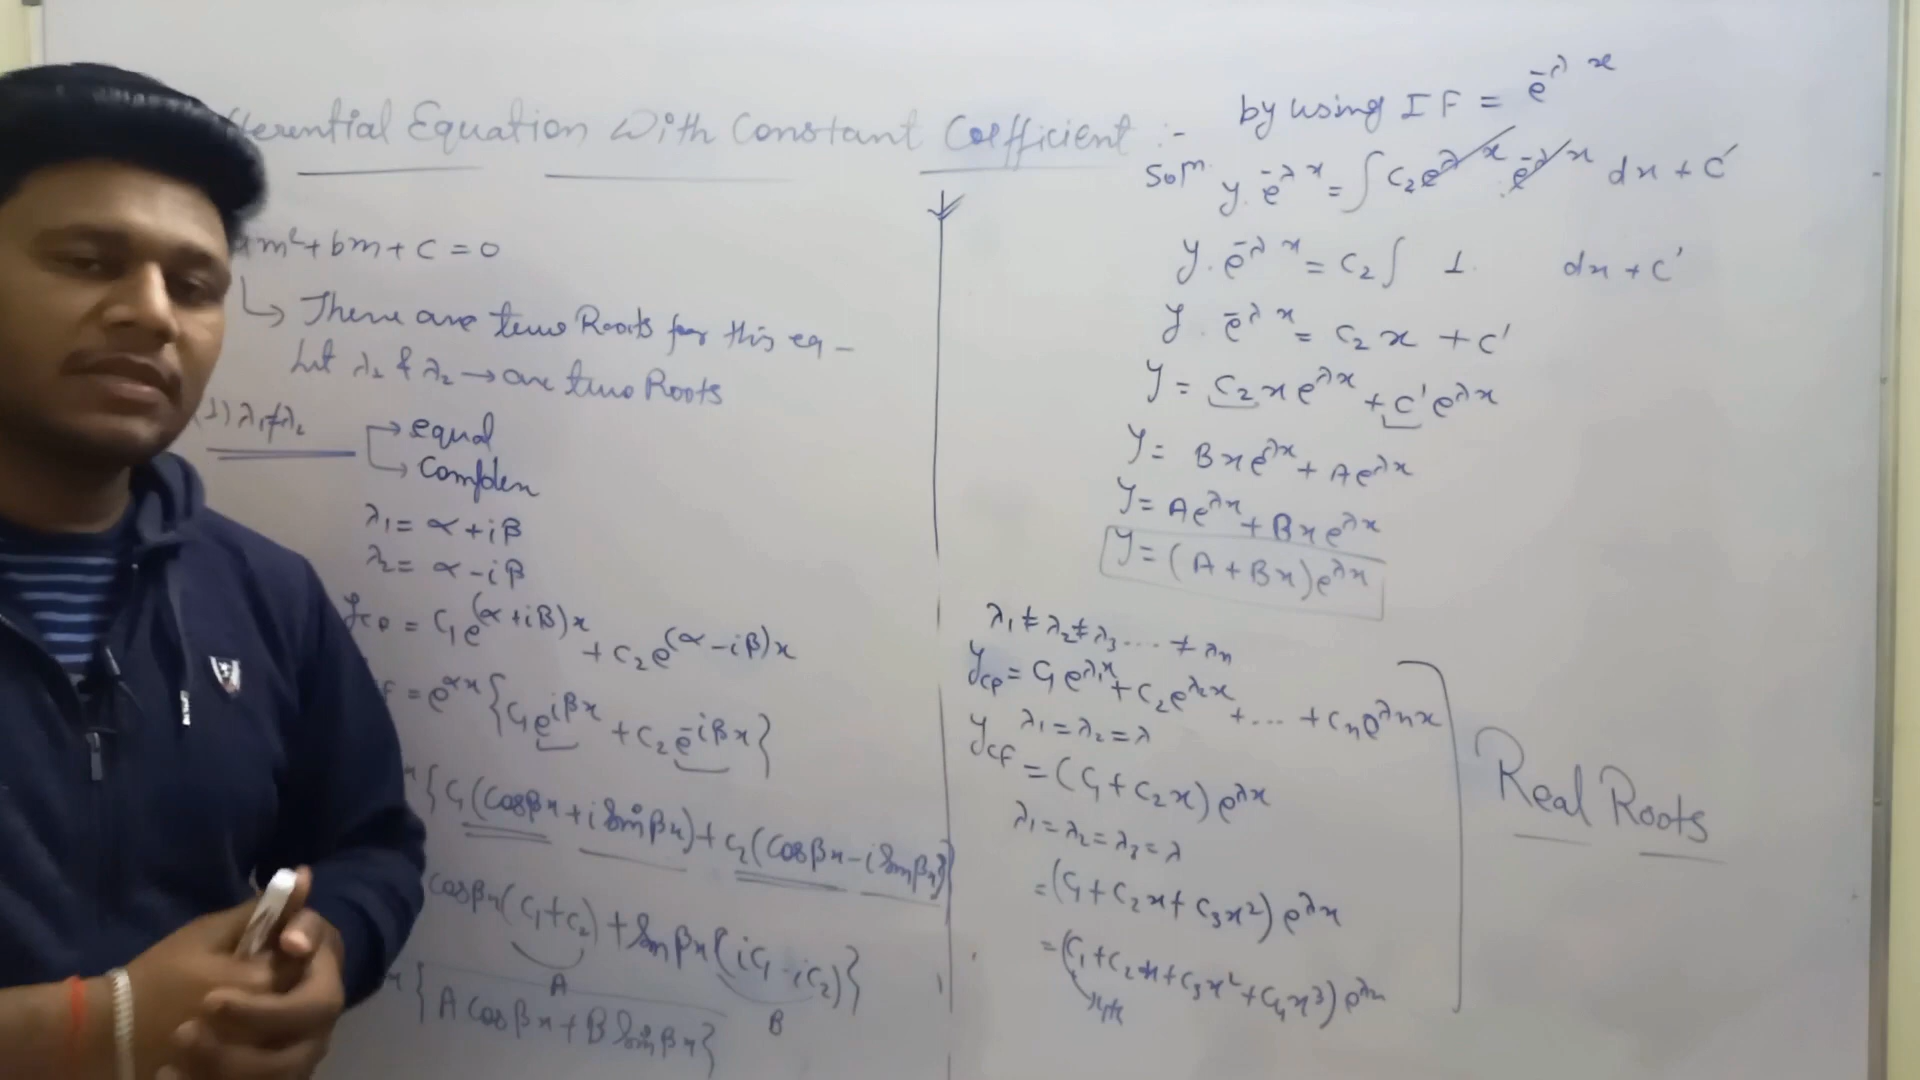 fferential Equation With Constant Coefficient :-
am²+bm+c=0
↳ There are two Roots for this eq-
Let λ₁ & λ₂ → are two Roots
(1) λ₁≠λ₂
→ equal
→ Complex
λ₁= α+iβ
λ₂= α-iβ
= C₁e^(α+iβ)x + C₂e^(α-iβ)x
= e^αx {C₁e^iβx + C₂e^-iβx}
{C₁(Cosβx+iSinβx)+C₂(Cosβx-iSinβx)}
cosβx(C₁+C₂)+Sinβx(iC₁-iC₂)}
A
B
{A Cosβx+B Sinβx}
by using IF = e^-λx
Solⁿ y.e^-λx = ∫C₂e^λx e^-λx dx+C'
y.e^-λx = C₂∫ 1. dx+C'
y.e^-λx = C₂x+C'
y= C₂xe^λx+C'e^λx
y= Bxe^λx+Ae^λx
y=Ae^λx+Bxe^λx
y=(A+Bx)e^λx
λ₁≠λ₂≠λ₃....≠λn
= C₁e^λ₁x+C₂e^λ₂x+....+Cne^λnx
λ₁=λ₂=λ
yCF =(C₁+C₂x)e^λx
λ₁=λ₂=λ₃=λ
=(C₁+C₂x+C₃x²)e^λx
=(C₁+C₂x+C₃x²+C₄x³)e^λx
Real Roots